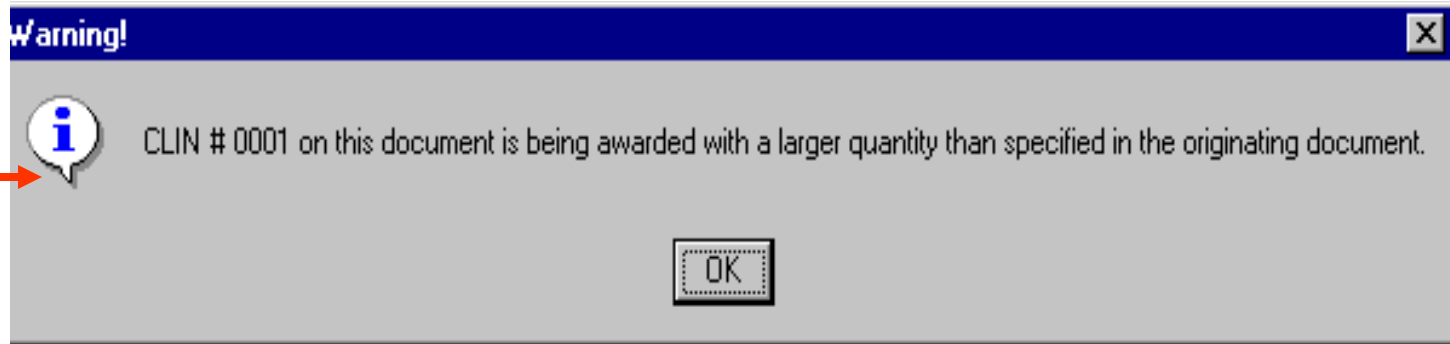 Warning!
CLIN # 0001 on this document is being awarded with a larger quantity than specified in the originating document.
OK